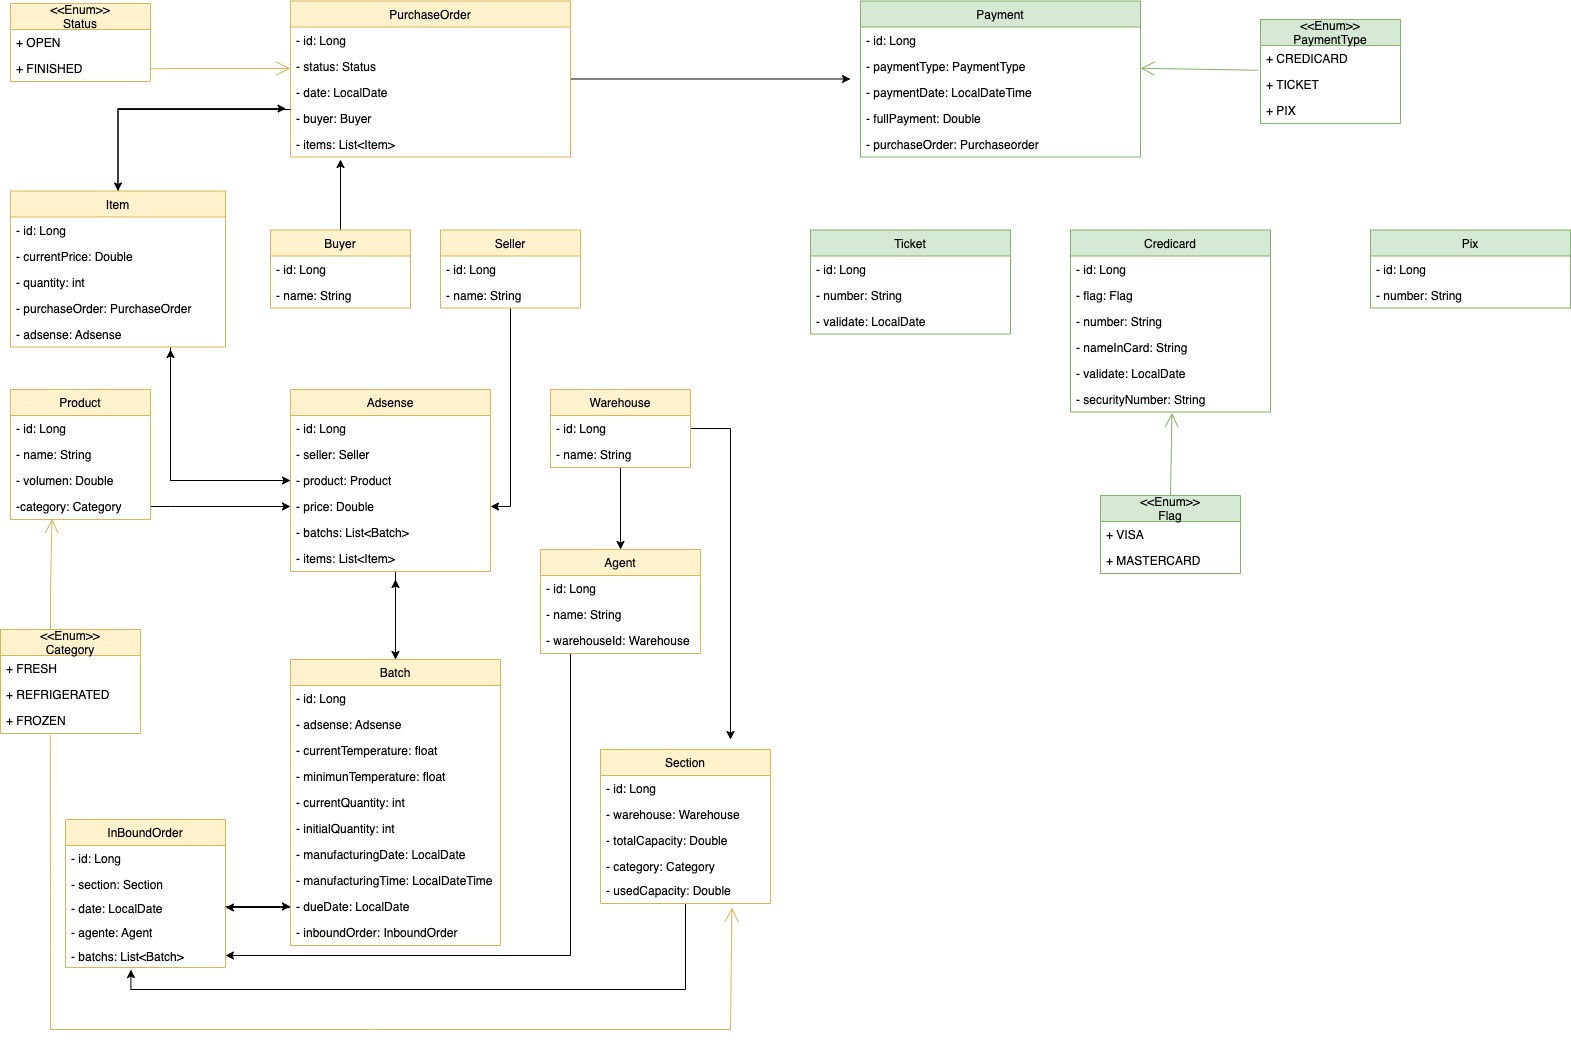 <<Enum>>
Status
+ OPEN
+ FINISHED
PurchaseOrder
- id: Long
- status: Status
- date: LocalDate
- buyer: Buyer
- items: List<Item>
Payment
- id: Long
- paymentType: PaymentType
- paymentDate: LocalDateTime
- fullPayment: Double
- purchaseOrder: Purchaseorder
<<Enum>>
PaymentType
+ CREDICARD
+ TICKET
+ PIX
Item
- id: Long
- currentPrice: Double
- quantity: int
- purchaseOrder: PurchaseOrder
- adsense: Adsense
Buyer
- id: Long
- name: String
Seller
- id: Long
- name: String
Ticket
- id: Long
- number: String
- validate: LocalDate
Credicard
- id: Long
- flag: Flag
- number: String
- nameInCard: String
- validate: LocalDate
- securityNumber: String
Pix
- id: Long
- number: String
Product
- id: Long
- name: String
- volumen: Double
-category: Category
Adsense
- id: Long
- seller: Seller
- product: Product
- price: Double
- batchs: List<Batch>
- items: List<Item>
Warehouse
- id: Long
- name: String
<<Enum>>
Flag
+ VISA
+ MASTERCARD
Agent
- id: Long
- name: String
- warehouseId: Warehouse
<<Enum>>
Category
+ FRESH
+ REFRIGERATED
+ FROZEN
Batch
- id: Long
- adsense: Adsense
- currentTemperature: float
- minimunTemperature: float
- currentQuantity: int
- initialQuantity: int
- manufacturingDate: LocalDate
- manufacturingTime: LocalDateTime
- dueDate: LocalDate
- inboundOrder: InboundOrder
Section
- id: Long
- warehouse: Warehouse
- totalCapacity: Double
- category: Category
- usedCapacity: Double
InBoundOrder
- id: Long
- section: Section
- date: LocalDate
- agente: Agent
- batchs: List<Batch>